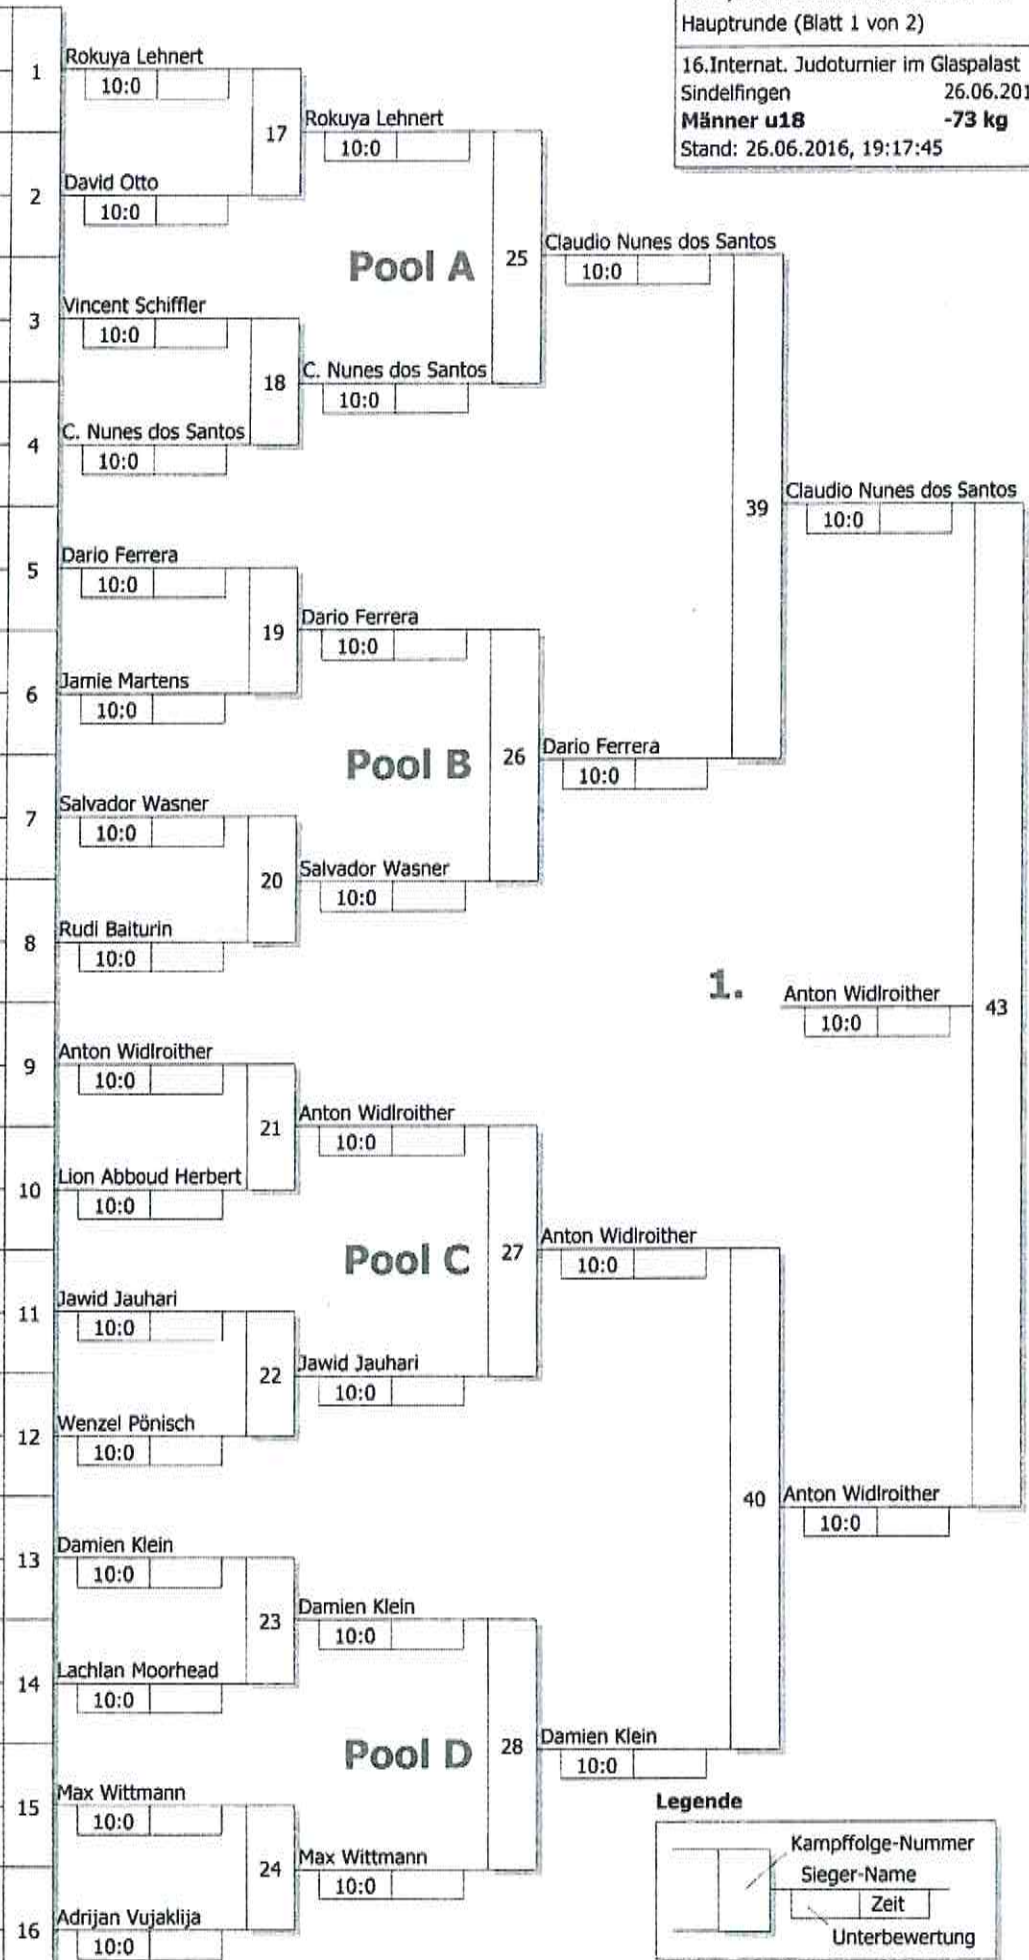 Hauptrunde (Blatt 1 von 2)
16.Internat. Judoturnier im Glaspalast
Sindelfingen 26.06.201
Männer u18 -73 kg
Stand: 26.06.2016, 19:17:45
1 Rokuya Lehnert
10:0
17
Rokuya Lehnert
10:0
2 David Otto
10:0
Pool A
25
Claudio Nunes dos Santos
10:0
3 Vincent Schiffler
10:0
18
C. Nunes dos Santos
10:0
4 C. Nunes dos Santos
10:0
39
Claudio Nunes dos Santos
10:0
5 Dario Ferrera
10:0
19
Dario Ferrera
10:0
6 Jamie Martens
10:0
Pool B
26
Dario Ferrera
10:0
7 Salvador Wasner
10:0
20
Salvador Wasner
10:0
8 Rudi Baiturin
10:0
1.
Anton Widlroither
10:0
43
9 Anton Widlroither
10:0
21
Anton Widlroither
10:0
10 Lion Abboud Herbert
10:0
Pool C
27
Anton Widlroither
10:0
11 Jawid Jauhari
10:0
22
Jawid Jauhari
10:0
12 Wenzel Pönisch
10:0
40
Anton Widlroither
10:0
13 Damien Klein
10:0
23
Damien Klein
10:0
14 Lachlan Moorhead
10:0
Pool D
28
Damien Klein
10:0
15 Max Wittmann
10:0
24
Max Wittmann
10:0
16 Adrijan Vujaklija
10:0
Legende
Kampffolge-Nummer
Sieger-Name
Zeit
Unterbewertung